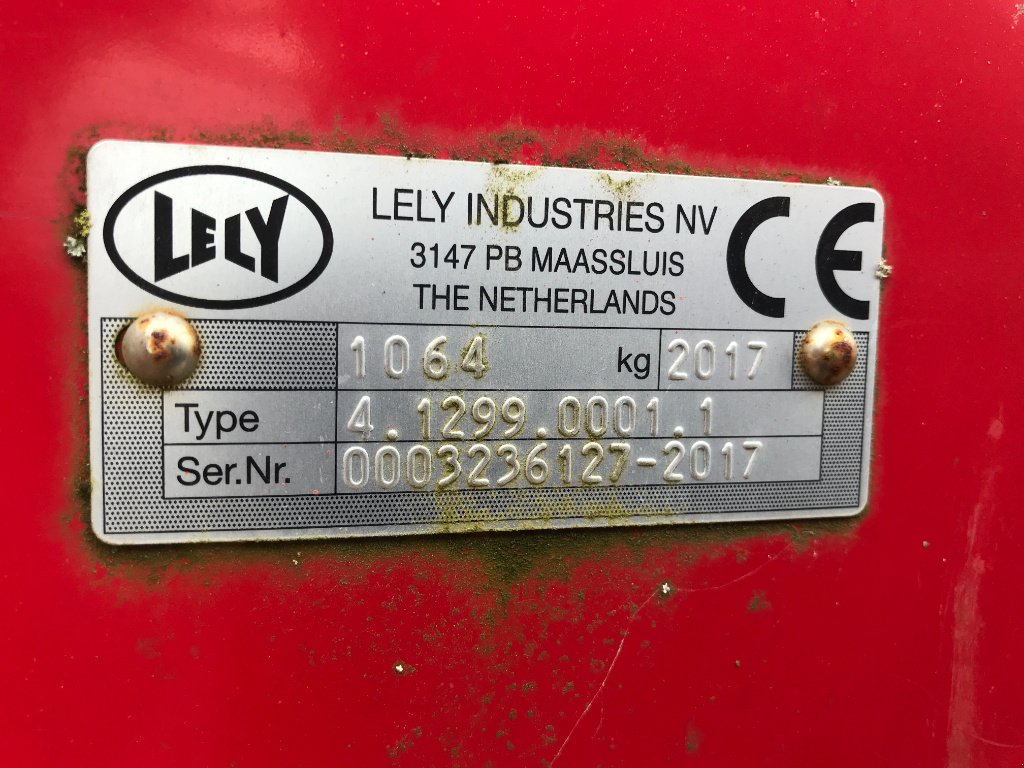 LELY
LELY INDUSTRIES NV
3147 PB MAASSLUIS
THE NETHERLANDS
CE
1064 kg 2017
Type 4.1299.0001.1
Ser.Nr. 0003236127-2017